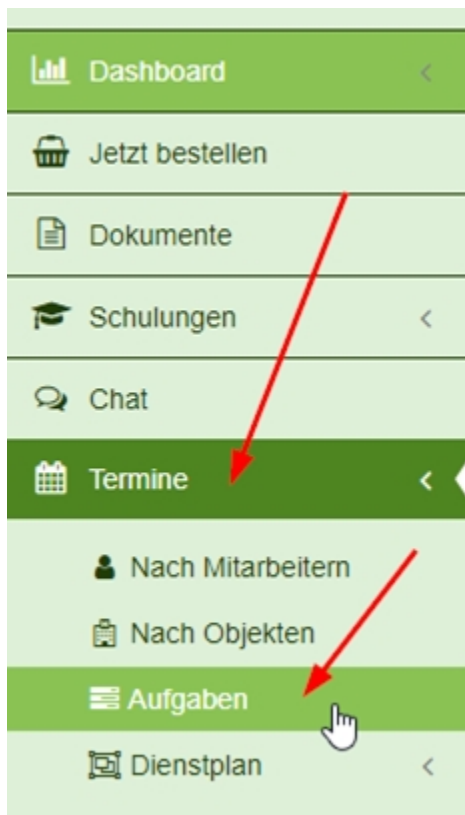 Dashboard
Jetzt bestellen
Dokumente
Schulungen
Chat
Termine
Nach Mitarbeitern
Nach Objekten
Aufgaben
Dienstplan